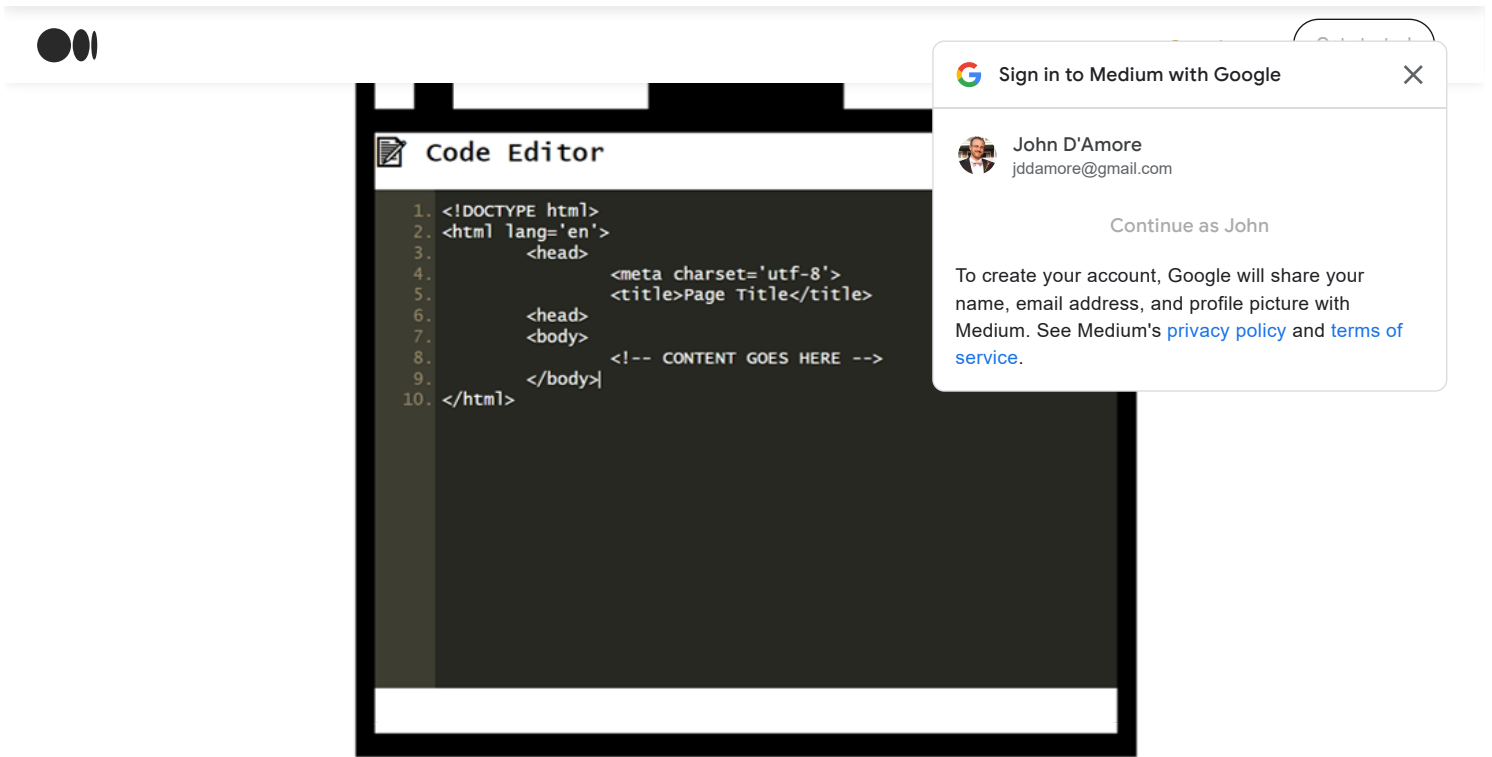 Sign in to Medium with Google
John D'Amore
jddamore@gmail.com
Continue as John
To create your account, Google will share your
name, email address, and profile picture with
Medium. See Medium's privacy policy and terms of
service.
Code Editor
1. <!DOCTYPE html>
2. <html lang='en'>
3. <head>
4. <meta charset='utf-8'>
5. <title>Page Title</title>
6. <head>
7. <body>
8. <!-- CONTENT GOES HERE -->
9. </body>
10. </html>